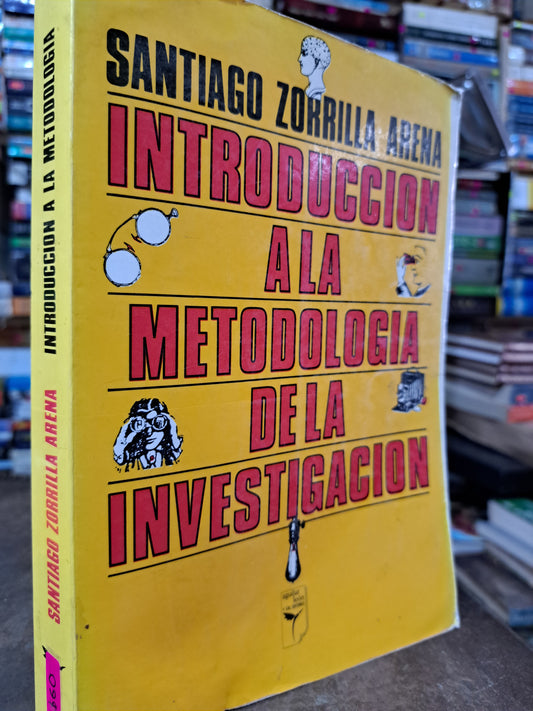 SANTIAGO ZORRILLA ARENA
INTRODUCCION
A LA
METODOLOGIA
DE LA
INVESTIGACION
SANTIAGO ZORRILLA ARENA INTRODUCCION A LA METODOLOGIA